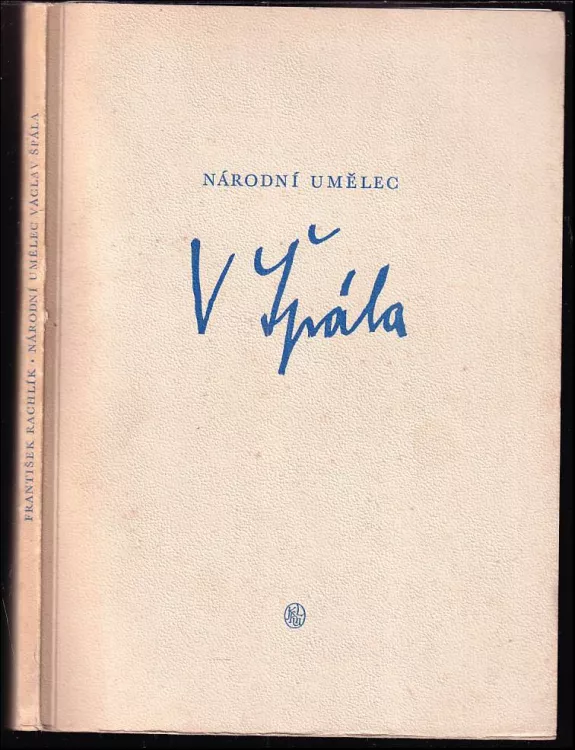 FRANTIŠEK RACHLÍK · NÁRODNÍ UMĚLEC VÁCLAV ŠPÁLA
NÁRODNÍ UMĚLEC
V Špála